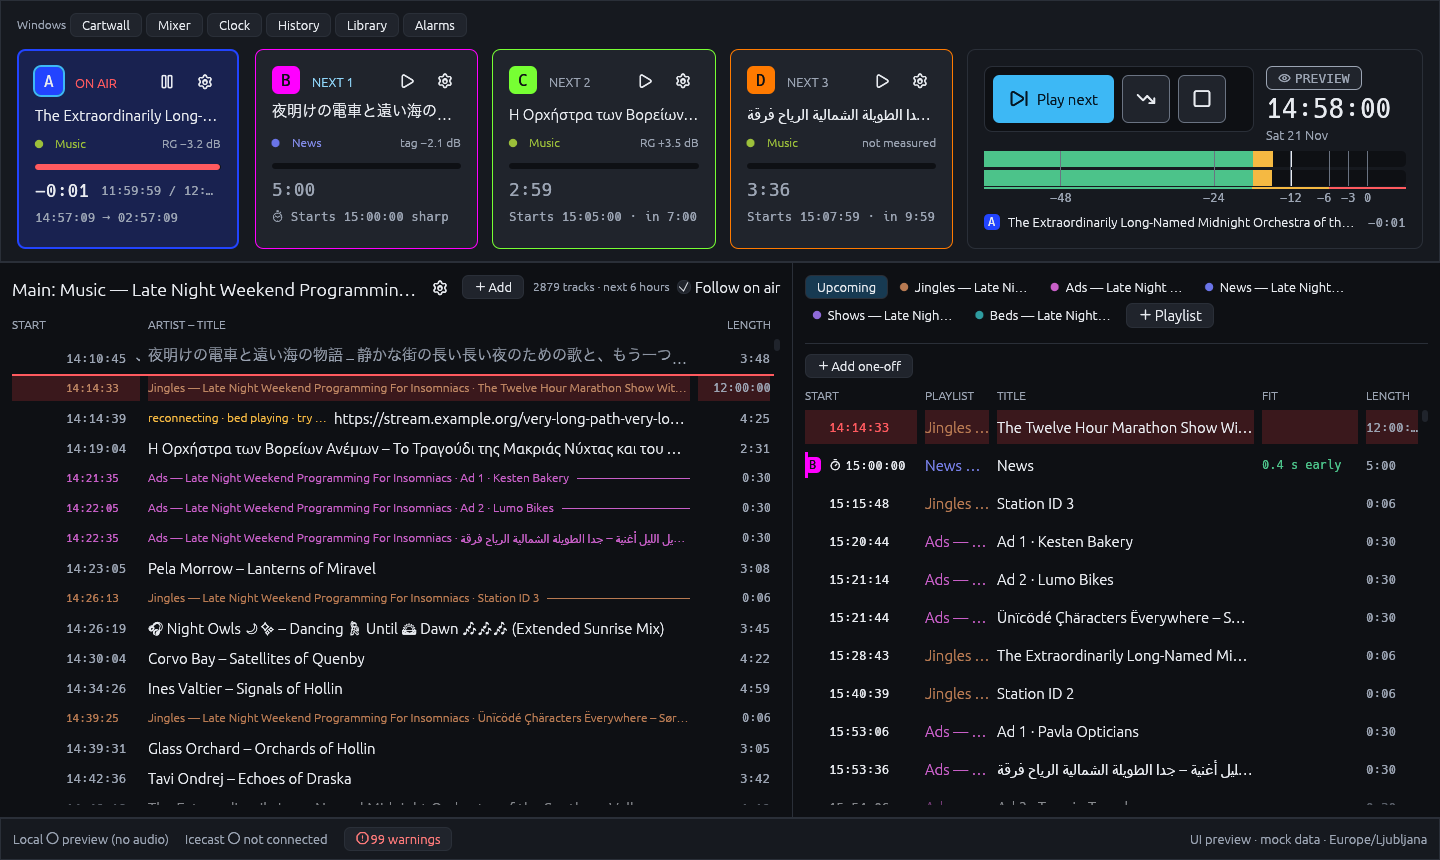 Windows Cartwall Mixer Clock History Library Alarms
A ON AIR
The Extraordinarily Long-…
Music RG −3.2 dB
−0:01 11:59:59 / 12:…
14:57:09 → 02:57:09
B NEXT 1
夜明けの電車と遠い海の…
News tag −2.1 dB
5:00
Starts 15:00:00 sharp
C NEXT 2
Η Ορχήστρα των Βορείων…
Music RG +3.5 dB
2:59
Starts 15:05:00 · in 7:00
D NEXT 3
فرقة الرياح الشمالية الطويلة جدا…
Music not measured
3:36
Starts 15:07:59 · in 9:59
Play next
PREVIEW
14:58:00
Sat 21 Nov
−48 −24 −12 −6 −3 0
A The Extraordinarily Long-Named Midnight Orchestra of th… −0:01
Main: Music — Late Night Weekend Programmin… + Add 2879 tracks · next 6 hours Follow on air
START ARTIST – TITLE LENGTH
14:10:45 夜明けの電車と遠い海の物語 – 静かな街の長い長い夜のための歌と、もう一つ… 3:48
14:14:33 Jingles — Late Night Weekend Programming For Insomniacs · The Twelve Hour Marathon Show Wit… 12:00:00
14:14:39 reconnecting · bed playing · try … https://stream.example.org/very-long-path-very-lo… 4:25
14:19:04 Η Ορχήστρα των Βορείων Ανέμων – Το Τραγούδι της Μακριάς Νύχτας και του … 2:31
14:21:35 Ads — Late Night Weekend Programming For Insomniacs · Ad 1 · Kesten Bakery 0:30
14:22:05 Ads — Late Night Weekend Programming For Insomniacs · Ad 2 · Lumo Bikes 0:30
14:22:35 Ads — Late Night Weekend Programming For Insomniacs · فرقة الرياح الشمالية الطويلة جدا – أغنية الليل… 0:30
14:23:05 Pela Morrow – Lanterns of Miravel 3:08
14:26:13 Jingles — Late Night Weekend Programming For Insomniacs · Station ID 3 0:06
14:26:19 🎧 Night Owls 🌙✨ – Dancing 💃 Until 🌅 Dawn 🎶🎶🎶 (Extended Sunrise Mix) 3:45
14:30:04 Corvo Bay – Satellites of Quenby 4:22
14:34:26 Ines Valtier – Signals of Hollin 4:59
14:39:25 Jingles — Late Night Weekend Programming For Insomniacs · Ünïcödé Çhäracters Ëverywhere – Sør… 0:06
14:39:31 Glass Orchard – Orchards of Hollin 3:05
14:42:36 Tavi Ondrej – Echoes of Draska 3:42
Upcoming Jingles — Late Ni… Ads — Late Night … News — Late Night…
Shows — Late Nigh… Beds — Late Night… + Playlist
+ Add one-off
START PLAYLIST TITLE FIT LENGTH
14:14:33 Jingles … The Twelve Hour Marathon Show Wi… 12:00:…
B 15:00:00 News … News 0.4 s early 5:00
15:15:48 Jingles … Station ID 3 0:06
15:20:44 Ads — … Ad 1 · Kesten Bakery 0:30
15:21:14 Ads — … Ad 2 · Lumo Bikes 0:30
15:21:44 Ads — … Ünïcödé Çhäracters Ëverywhere – S… 0:30
15:28:43 Jingles … The Extraordinarily Long-Named Mi… 0:06
15:40:39 Jingles … Station ID 2 0:06
15:53:06 Ads — … Ad 1 · Pavla Opticians 0:30
15:53:36 Ads — … فرقة الرياح الشمالية الطويلة جدا – أغنية الليل… 0:30
Local preview (no audio) Icecast not connected 99 warnings UI preview · mock data · Europe/Ljubljana